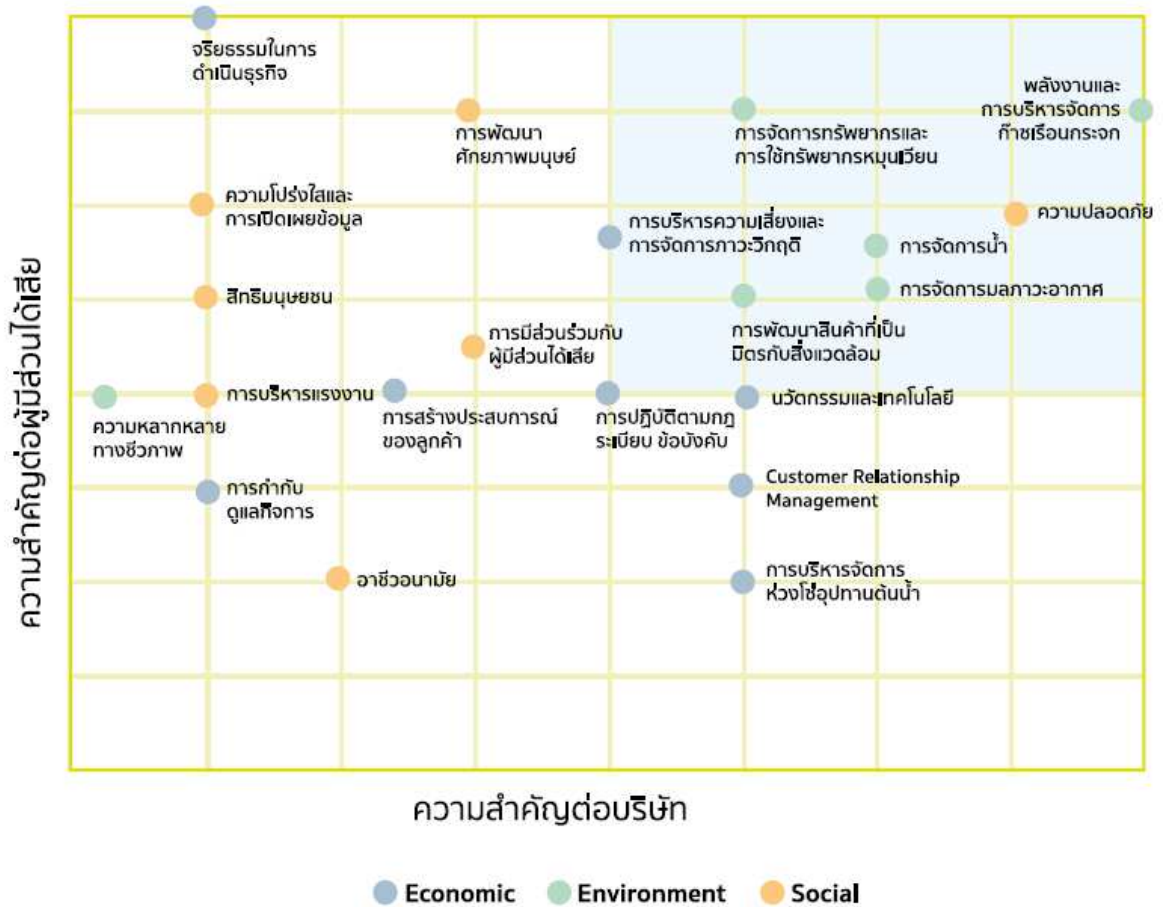 จริยธรรมในการ
ดำเนินธุรกิจ
พลังงานและ
การบริหารจัดการ
ก๊าซเรือนกระจก
การพัฒนา
ศักยภาพมนุษย์
การจัดการทรัพยากรและ
การใช้ทรัพยากรหมุนเวียน
ความโปร่งใสและ
การเปิดเผยข้อมูล
การบริหารความเสี่ยงและ
การจัดการภาวะวิกฤติ
ความปลอดภัย
การจัดการน้ำ
สิทธิมนุษยชน
การจัดการมลภาวะอากาศ
การมีส่วนร่วมกับ
ผู้มีส่วนได้เสีย
การพัฒนาสินค้าที่เป็น
มิตรกับสิ่งแวดล้อม
ความหลากหลาย
ทางชีวภาพ
การบริหารแรงงาน
การสร้างประสบการณ์
ของลูกค้า
การปฏิบัติตามกฎ
ระเบียบ ข้อบังคับ
นวัตกรรมและเทคโนโลยี
การกำกับ
ดูแลกิจการ
Customer Relationship
Management
อาชีวอนามัย
การบริหารจัดการ
ห่วงโซ่อุปทานต้นน้ำ
ความสำคัญต่อผู้มีส่วนได้เสีย
ความสำคัญต่อบริษัท
Economic
Environment
Social